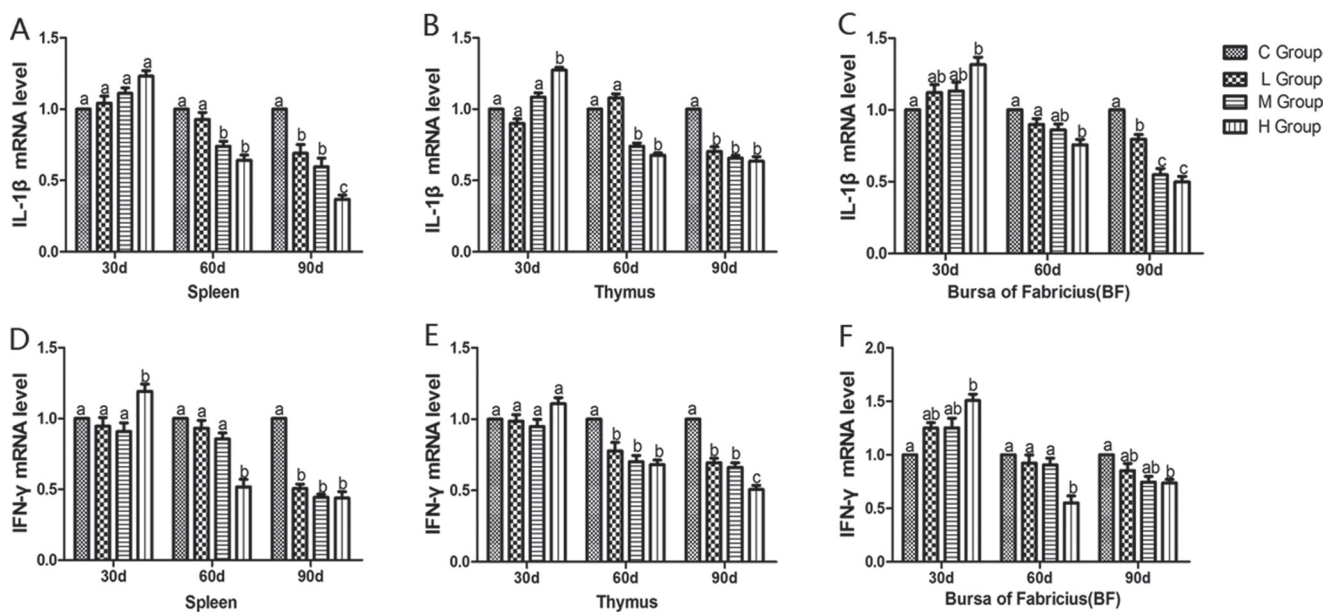 A
IL-1β mRNA level
1.5
1.0
0.5
0.0
a a a a
a a b b
a b b c
30d 60d 90d
Spleen
B
IL-1β mRNA level
1.5
1.0
0.5
0.0
a a a b
a a b b
a b b b
30d 60d 90d
Thymus
C
IL-1β mRNA level
1.5
1.0
0.5
0.0
a ab ab b
a a ab b
a b c c
30d 60d 90d
Bursa of Fabricius(BF)
C Group
L Group
M Group
H Group
D
IFN-γ mRNA level
1.5
1.0
0.5
0.0
a a a b
a a a b
a b b b
30d 60d 90d
Spleen
E
IFN-γ mRNA level
1.5
1.0
0.5
0.0
a a a a
a b b b
a b b c
30d 60d 90d
Thymus
F
IFN-γ mRNA level
2.0
1.5
1.0
0.5
0.0
a ab ab b
a a a b
a ab ab b
30d 60d 90d
Bursa of Fabricius(BF)